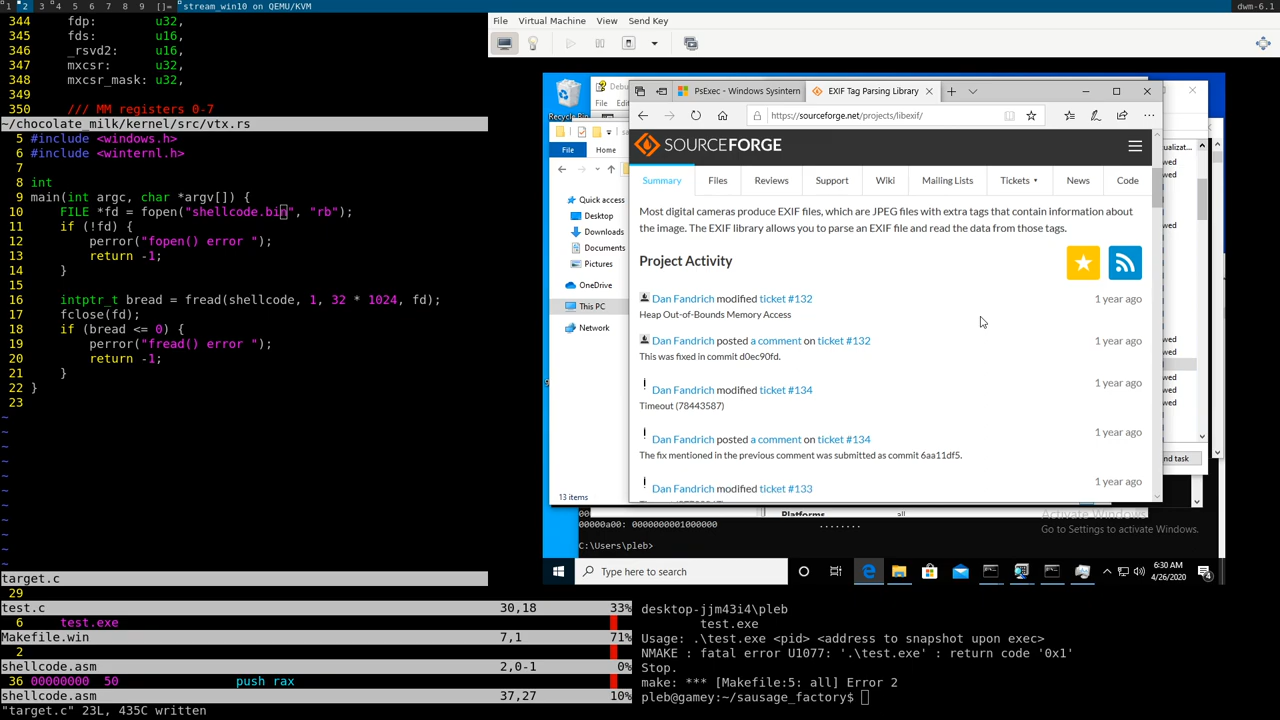 1 2 3 4 5 6 7 8 9 []= stream_win10 on QEMU/KVM
dwm-6.1
344 fdp: u32,
345 fds: u16,
346 _rsvd2: u16,
347 mxcsr: u32,
348 mxcsr_mask: u32,
349
350 /// MM registers 0-7
~/chocolate_milk/kernel/src/vtx.rs
5 #include <windows.h>
6 #include <winternl.h>
7
8 int
9 main(int argc, char *argv[]) {
10 FILE *fd = fopen("shellcode.bin", "rb");
11 if (!fd) {
12 perror("fopen() error ");
13 return -1;
14 }
15
16 intptr_t bread = fread(shellcode, 1, 32 * 1024, fd);
17 fclose(fd);
18 if (bread <= 0) {
19 perror("fread() error ");
20 return -1;
21 }
22 }
23
~
~
~
~
~
~
~
~
~
~
target.c
29
test.c 30,18 33%
6 test.exe
Makefile.win 7,1 71%
2
shellcode.asm 2,0-1 0%
36 00000000 50 push rax
shellcode.asm 37,27 10%
"target.c" 23L, 435C written
File Virtual Machine View Send Key
Recycle Bin
Debu
File
File Home
Quick access
Desktop
Downloads
Documents
Pictures
OneDrive
This PC
Network
13 items
PsExec - Windows Sysintern
EXIF Tag Parsing Library
https://sourceforge.net/projects/libexif/
SOURCEFORGE
Summary Files Reviews Support Wiki Mailing Lists Tickets News Code
Most digital cameras produce EXIF files, which are JPEG files with extra tags that contain information about
the image. The EXIF library allows you to parse an EXIF file and read the data from those tags.
Project Activity
Dan Fandrich modified ticket #132 1 year ago
Heap Out-of-Bounds Memory Access
Dan Fandrich posted a comment on ticket #132 1 year ago
This was fixed in commit d0ec90fd.
Dan Fandrich modified ticket #134 1 year ago
Timeout (78443587)
Dan Fandrich posted a comment on ticket #134 1 year ago
The fix mentioned in the previous comment was submitted as commit 6aa11df5.
Dan Fandrich modified ticket #133 1 year ago
Platforms all
00000a00: 0000000001000000 ........
C:\Users\pleb>
Activate Windows
Go to Settings to activate Windows.
Type here to search
6:30 AM
4/26/2020
4
desktop-jjm43i4\pleb
test.exe
Usage: .\test.exe <pid> <address to snapshot upon exec>
NMAKE : fatal error U1077: '.\test.exe' : return code '0x1'
Stop.
make: *** [Makefile:5: all] Error 2
pleb@gamey:~/sausage_factory$